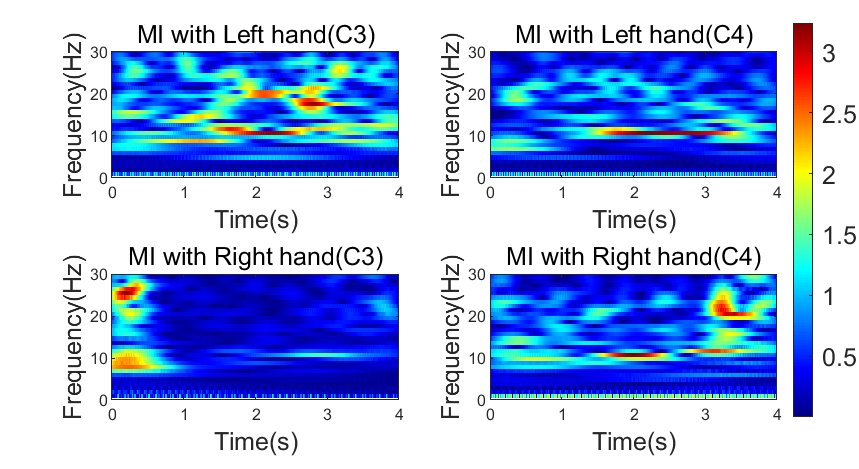 MI with Left hand(C3)
30
20
10
0
Frequency(Hz)
0 1 2 3 4
Time(s)
MI with Left hand(C4)
30
20
10
0
Frequency(Hz)
0 1 2 3 4
Time(s)
MI with Right hand(C3)
30
20
10
0
Frequency(Hz)
0 1 2 3 4
Time(s)
MI with Right hand(C4)
30
20
10
0
Frequency(Hz)
0 1 2 3 4
Time(s)
3
2.5
2
1.5
1
0.5